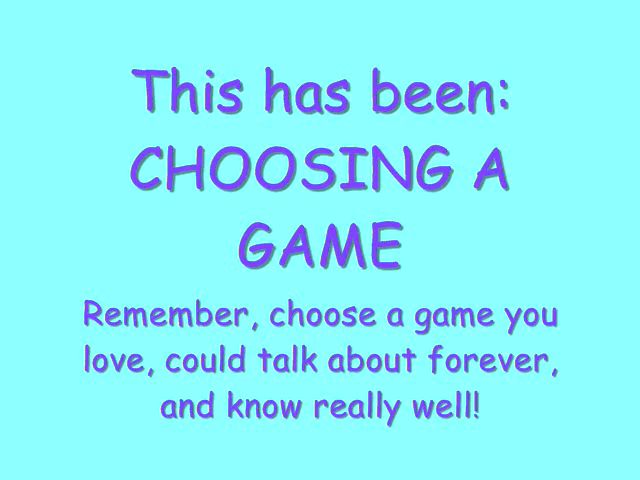 This has been:
CHOOSING A
GAME
Remember, choose a game you
love, could talk about forever,
and know really well!